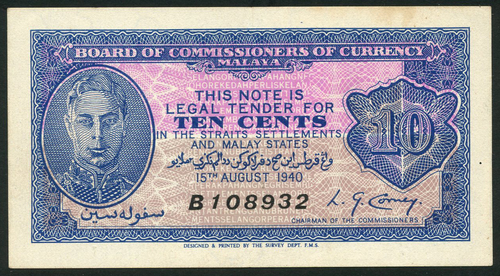 BOARD OF COMMISSIONERS OF CURRENCY
MALAYA
THIS NOTE IS
LEGAL TENDER FOR
TEN CENTS
IN THE STRAITS SETTLEMENTS
AND MALAY STATES
15TH AUGUST 1940
B108932
10
سفوله سين
CHAIRMAN OF THE COMMISSIONERS
DESIGNED & PRINTED BY THE SURVEY DEPT. F.M.S.